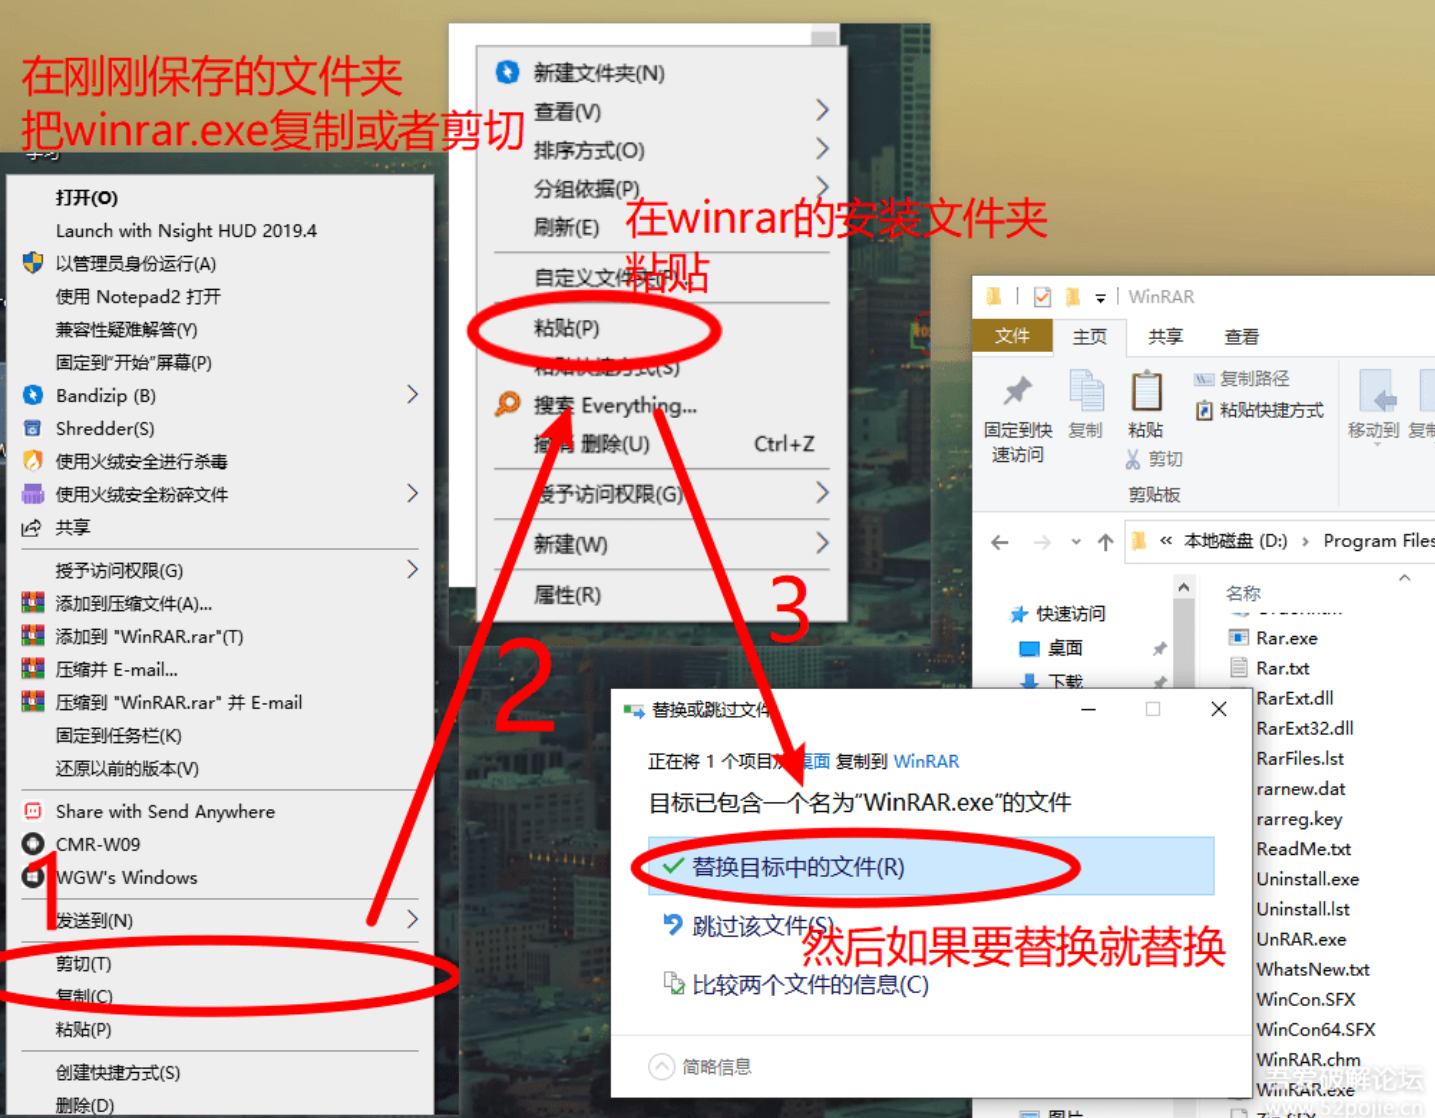 在刚刚保存的文件夹
把winrar.exe复制或者剪切
学习
打开(O)
Launch with Nsight HUD 2019.4
以管理员身份运行(A)
使用 Notepad2 打开
兼容性疑难解答(Y)
固定到"开始"屏幕(P)
Bandizip (B)
Shredder(S)
使用火绒安全进行杀毒
使用火绒安全粉碎文件
共享
授予访问权限(G)
添加到压缩文件(A)...
添加到 "WinRAR.rar"(T)
压缩并 E-mail...
压缩到 "WinRAR.rar" 并 E-mail
固定到任务栏(K)
还原以前的版本(V)
Share with Send Anywhere
CMR-W09
WGW's Windows
1
发送到(N)
剪切(T)
复制(C)
粘贴(P)
创建快捷方式(S)
删除(D)
新建文件夹(N)
查看(V)
排序方式(O)
分组依据(P)
刷新(E)
在winrar的安装文件夹
粘贴
自定义文件夹(F)...
粘贴(P)
粘贴快捷方式(S)
搜索 Everything...
撤消 删除(U) Ctrl+Z
授予访问权限(G)
新建(W)
属性(R)
2
3
WinRAR
文件 主页 共享 查看
固定到快速访问
复制
粘贴
复制路径
粘贴快捷方式
剪切
剪贴板
移动到
本地磁盘 (D:) Program Files
快速访问
桌面
下载
图片
名称
Rar.exe
Rar.txt
RarExt.dll
RarExt32.dll
RarFiles.lst
rarnew.dat
rarreg.key
ReadMe.txt
Uninstall.exe
Uninstall.lst
UnRAR.exe
WhatsNew.txt
WinCon.SFX
WinCon64.SFX
WinRAR.chm
WinRAR.exe
Zip.SFX
替换或跳过文件
正在将 1 个项目从 桌面 复制到 WinRAR
目标已包含一个名为"WinRAR.exe"的文件
替换目标中的文件(R)
跳过该文件(S)
然后如果要替换就替换
比较两个文件的信息(C)
简略信息
吾爱破解论坛
www.52pojie.cn